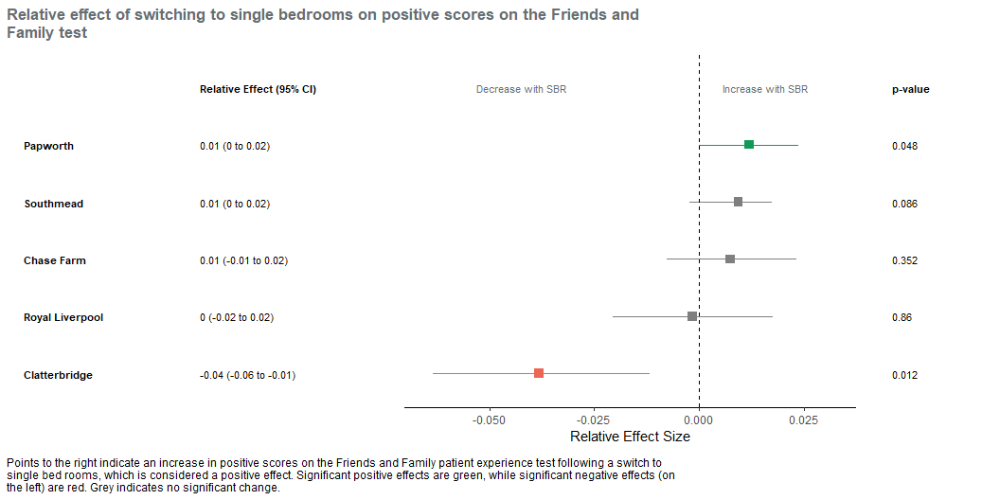 Relative effect of switching to single bedrooms on positive scores on the Friends and
Family test
Relative Effect (95% CI)
Decrease with SBR
Increase with SBR
p-value
Papworth 0.01 (0 to 0.02) 0.048
Southmead 0.01 (0 to 0.02) 0.086
Chase Farm 0.01 (-0.01 to 0.02) 0.352
Royal Liverpool 0 (-0.02 to 0.02) 0.86
Clatterbridge -0.04 (-0.06 to -0.01) 0.012
-0.050 -0.025 0.000 0.025
Relative Effect Size
Points to the right indicate an increase in positive scores on the Friends and Family patient experience test following a switch to
single bed rooms, which is considered a positive effect. Significant positive effects are green, while significant negative effects (on
the left) are red. Grey indicates no significant change.